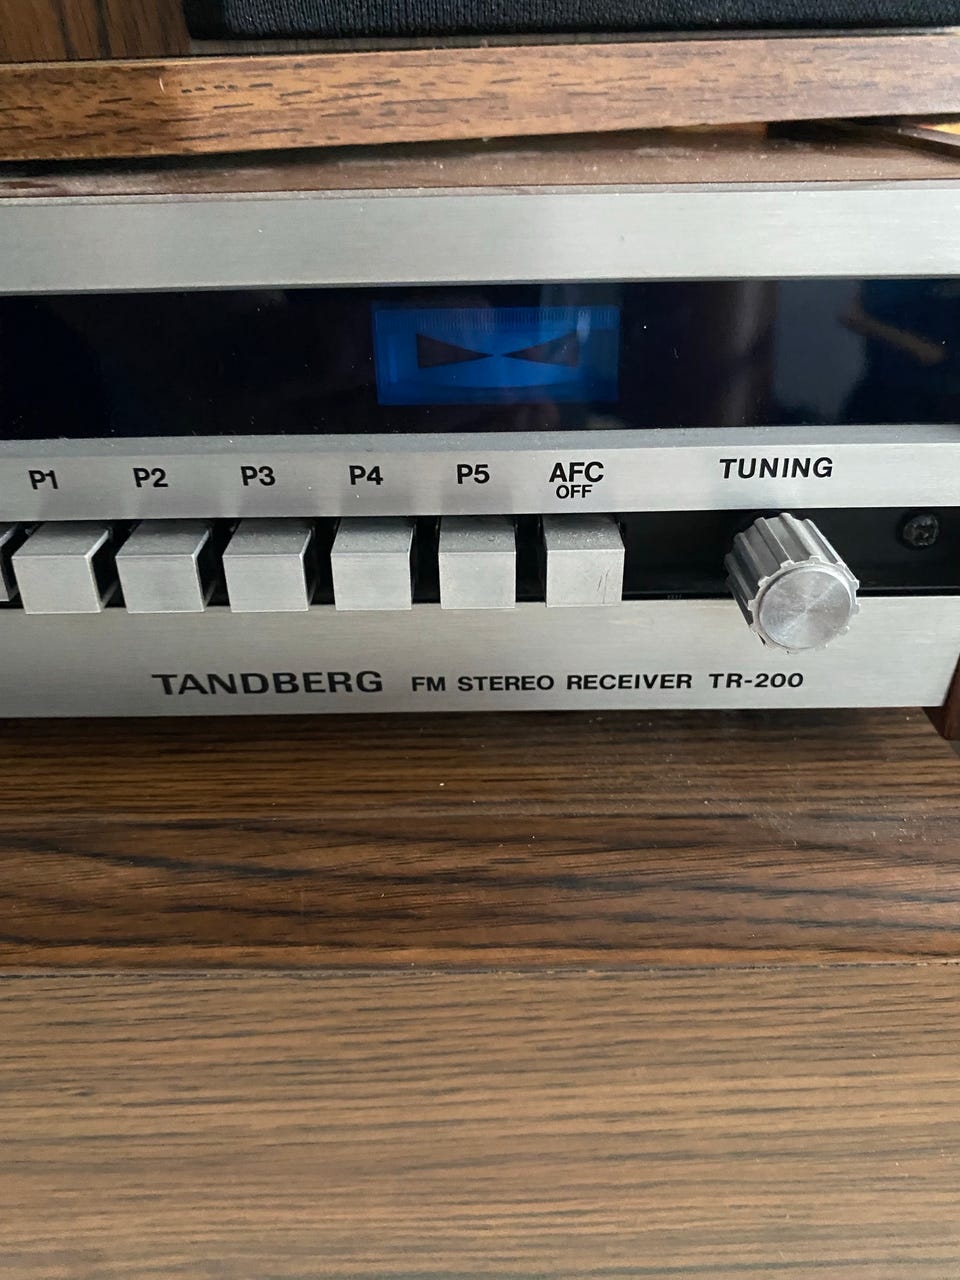 P1 P2 P3 P4 P5 AFC TUNING
OFF
TANDBERG FM STEREO RECEIVER TR-200